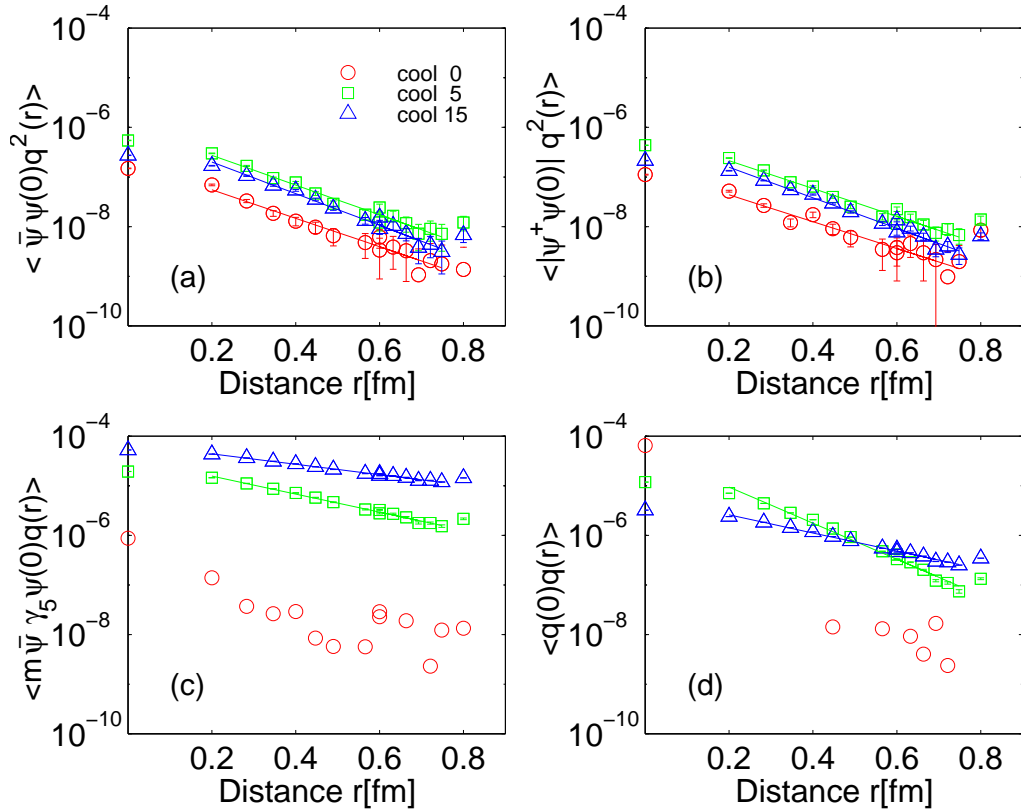 10⁻⁴
10⁻⁶
10⁻⁸
10⁻¹⁰
< ψ̄ ψ(0)q²(r)>
cool 0
cool 5
cool 15
(a)
0.2 0.4 0.6 0.8
Distance r[fm]
10⁻⁴
10⁻⁶
10⁻⁸
10⁻¹⁰
<|ψ⁺ ψ(0)| q²(r)>
(b)
0.2 0.4 0.6 0.8
Distance r[fm]
10⁻⁴
10⁻⁶
10⁻⁸
10⁻¹⁰
<mψ̄ γ₅ψ(0)q(r)>
(c)
0.2 0.4 0.6 0.8
Distance r[fm]
10⁻⁴
10⁻⁶
10⁻⁸
10⁻¹⁰
<q(0)q(r)>
(d)
0.2 0.4 0.6 0.8
Distance r[fm]